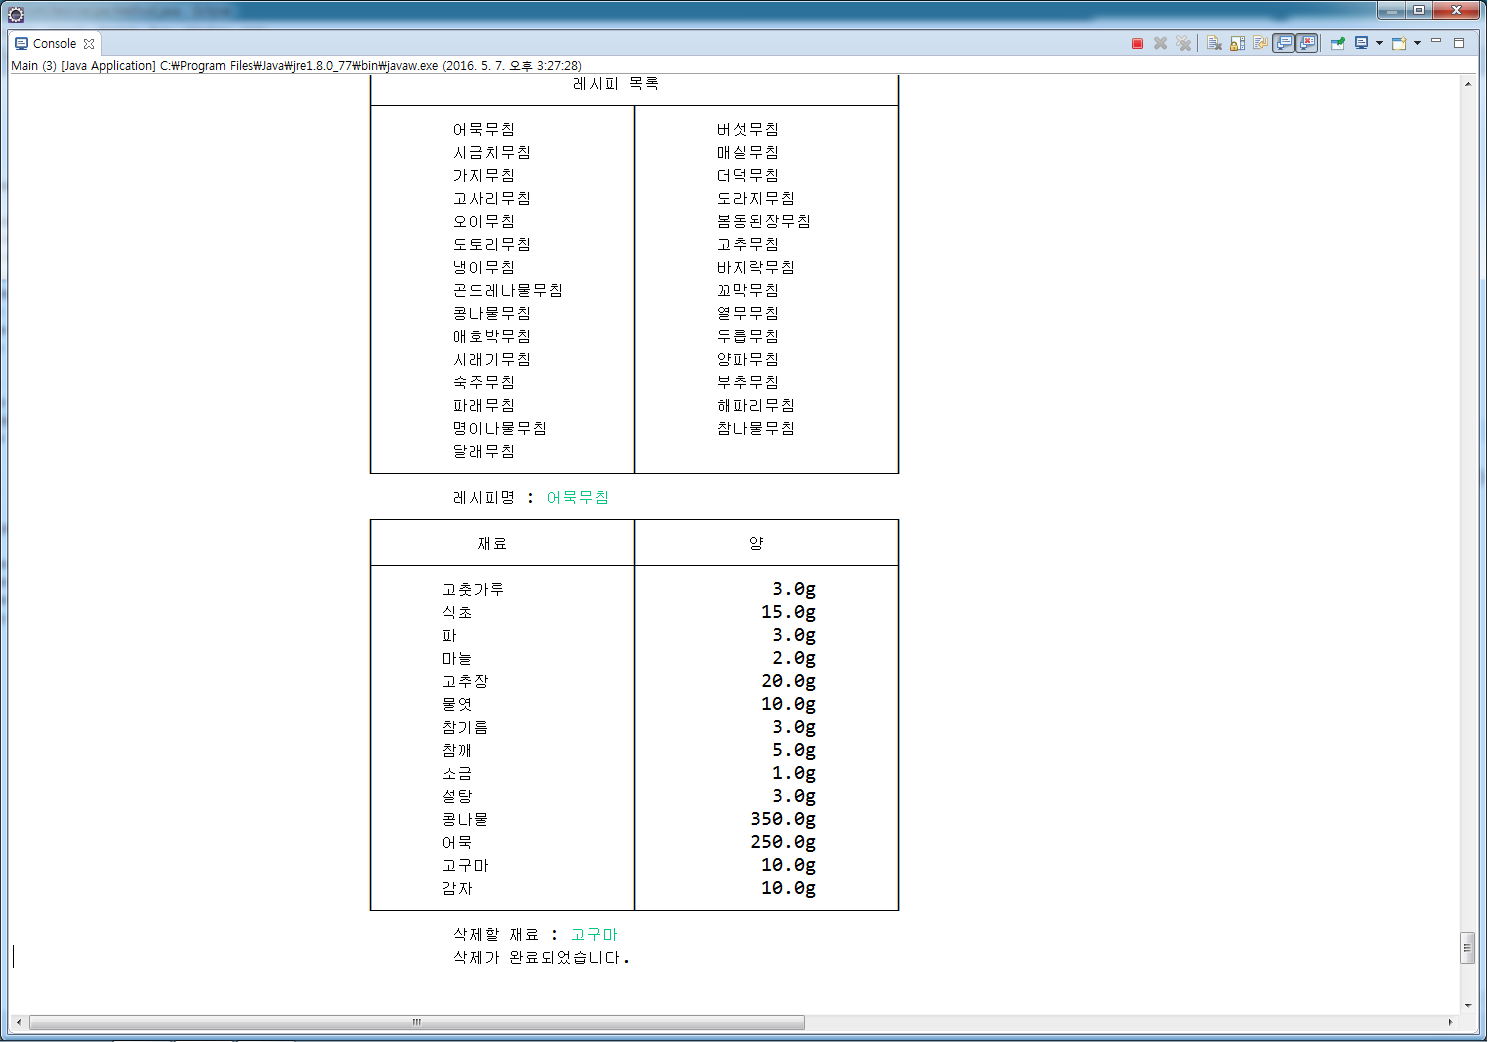 Console
Main (3) [Java Application] C:₩Program Files₩Java₩jre1.8.0_77₩bin₩javaw.exe (2016. 5. 7. 오후 3:27:28)
레시피 목록
어묵무침 버섯무침
시금치무침 매실무침
가지무침 더덕무침
고사리무침 도라지무침
오이무침 봄동된장무침
도토리무침 고추무침
냉이무침 바지락무침
곤드레나물무침 꼬막무침
콩나물무침 열무무침
애호박무침 두릅무침
시래기무침 양파무침
숙주무침 부추무침
파래무침 해파리무침
명이나물무침 참나물무침
달래무침
레시피명 : 어묵무침
재료 양
고춧가루 3.0g
식초 15.0g
파 3.0g
마늘 2.0g
고추장 20.0g
물엿 10.0g
참기름 3.0g
참깨 5.0g
소금 1.0g
설탕 3.0g
콩나물 350.0g
어묵 250.0g
고구마 10.0g
감자 10.0g
삭제할 재료 : 고구마
삭제가 완료되었습니다.